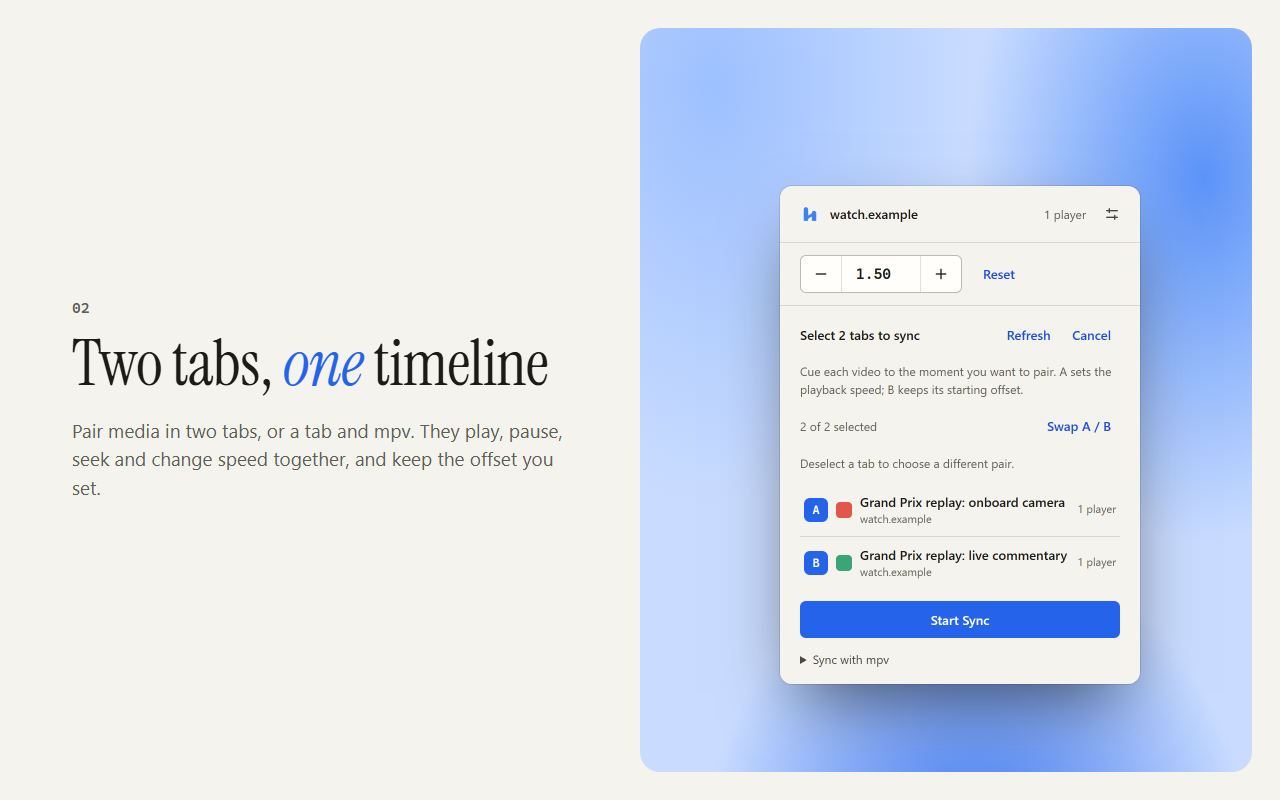 02
Two tabs, one timeline
Pair media in two tabs, or a tab and mpv. They play, pause,
seek and change speed together, and keep the offset you
set.
watch.example
1 player
− 1.50 + Reset
Select 2 tabs to sync
Refresh
Cancel
Cue each video to the moment you want to pair. A sets the
playback speed; B keeps its starting offset.
2 of 2 selected
Swap A / B
Deselect a tab to choose a different pair.
A
Grand Prix replay: onboard camera
watch.example
1 player
B
Grand Prix replay: live commentary
watch.example
1 player
Start Sync
Sync with mpv